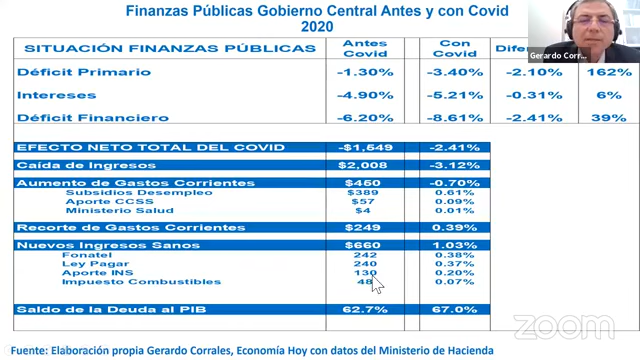 Finanzas Públicas Gobierno Central Antes y con Covid
2020
SITUACIÓN FINANZAS PÚBLICAS Antes Covid Con Covid
Déficit Primario -1.30% -3.40% -2.10% 162%
Intereses -4.90% -5.21% -0.31% 6%
Déficit Financiero -6.20% -8.61% -2.41% 39%
EFECTO NETO TOTAL DEL COVID -$1,549 -2.41%
Caída de Ingresos $2,008 -3.12%
Aumento de Gastos Corrientes $450 -0.70%
Subsidios Desempleo $389 0.61%
Aporte CCSS $57 0.09%
Ministerio Salud $4 0.01%
Recorte de Gastos Corrientes $249 0.39%
Nuevos Ingresos Sanos $660 1.03%
Fonatel 242 0.38%
Ley Pagar 240 0.37%
Aporte INS 130 0.20%
Impuesto Combustibles 48 0.07%
Saldo de la Deuda al PIB 62.7% 67.0%
Fuente: Elaboración propia Gerardo Corrales, Economía Hoy con datos del Ministerio de Hacienda
Gerardo Corr...
zoom